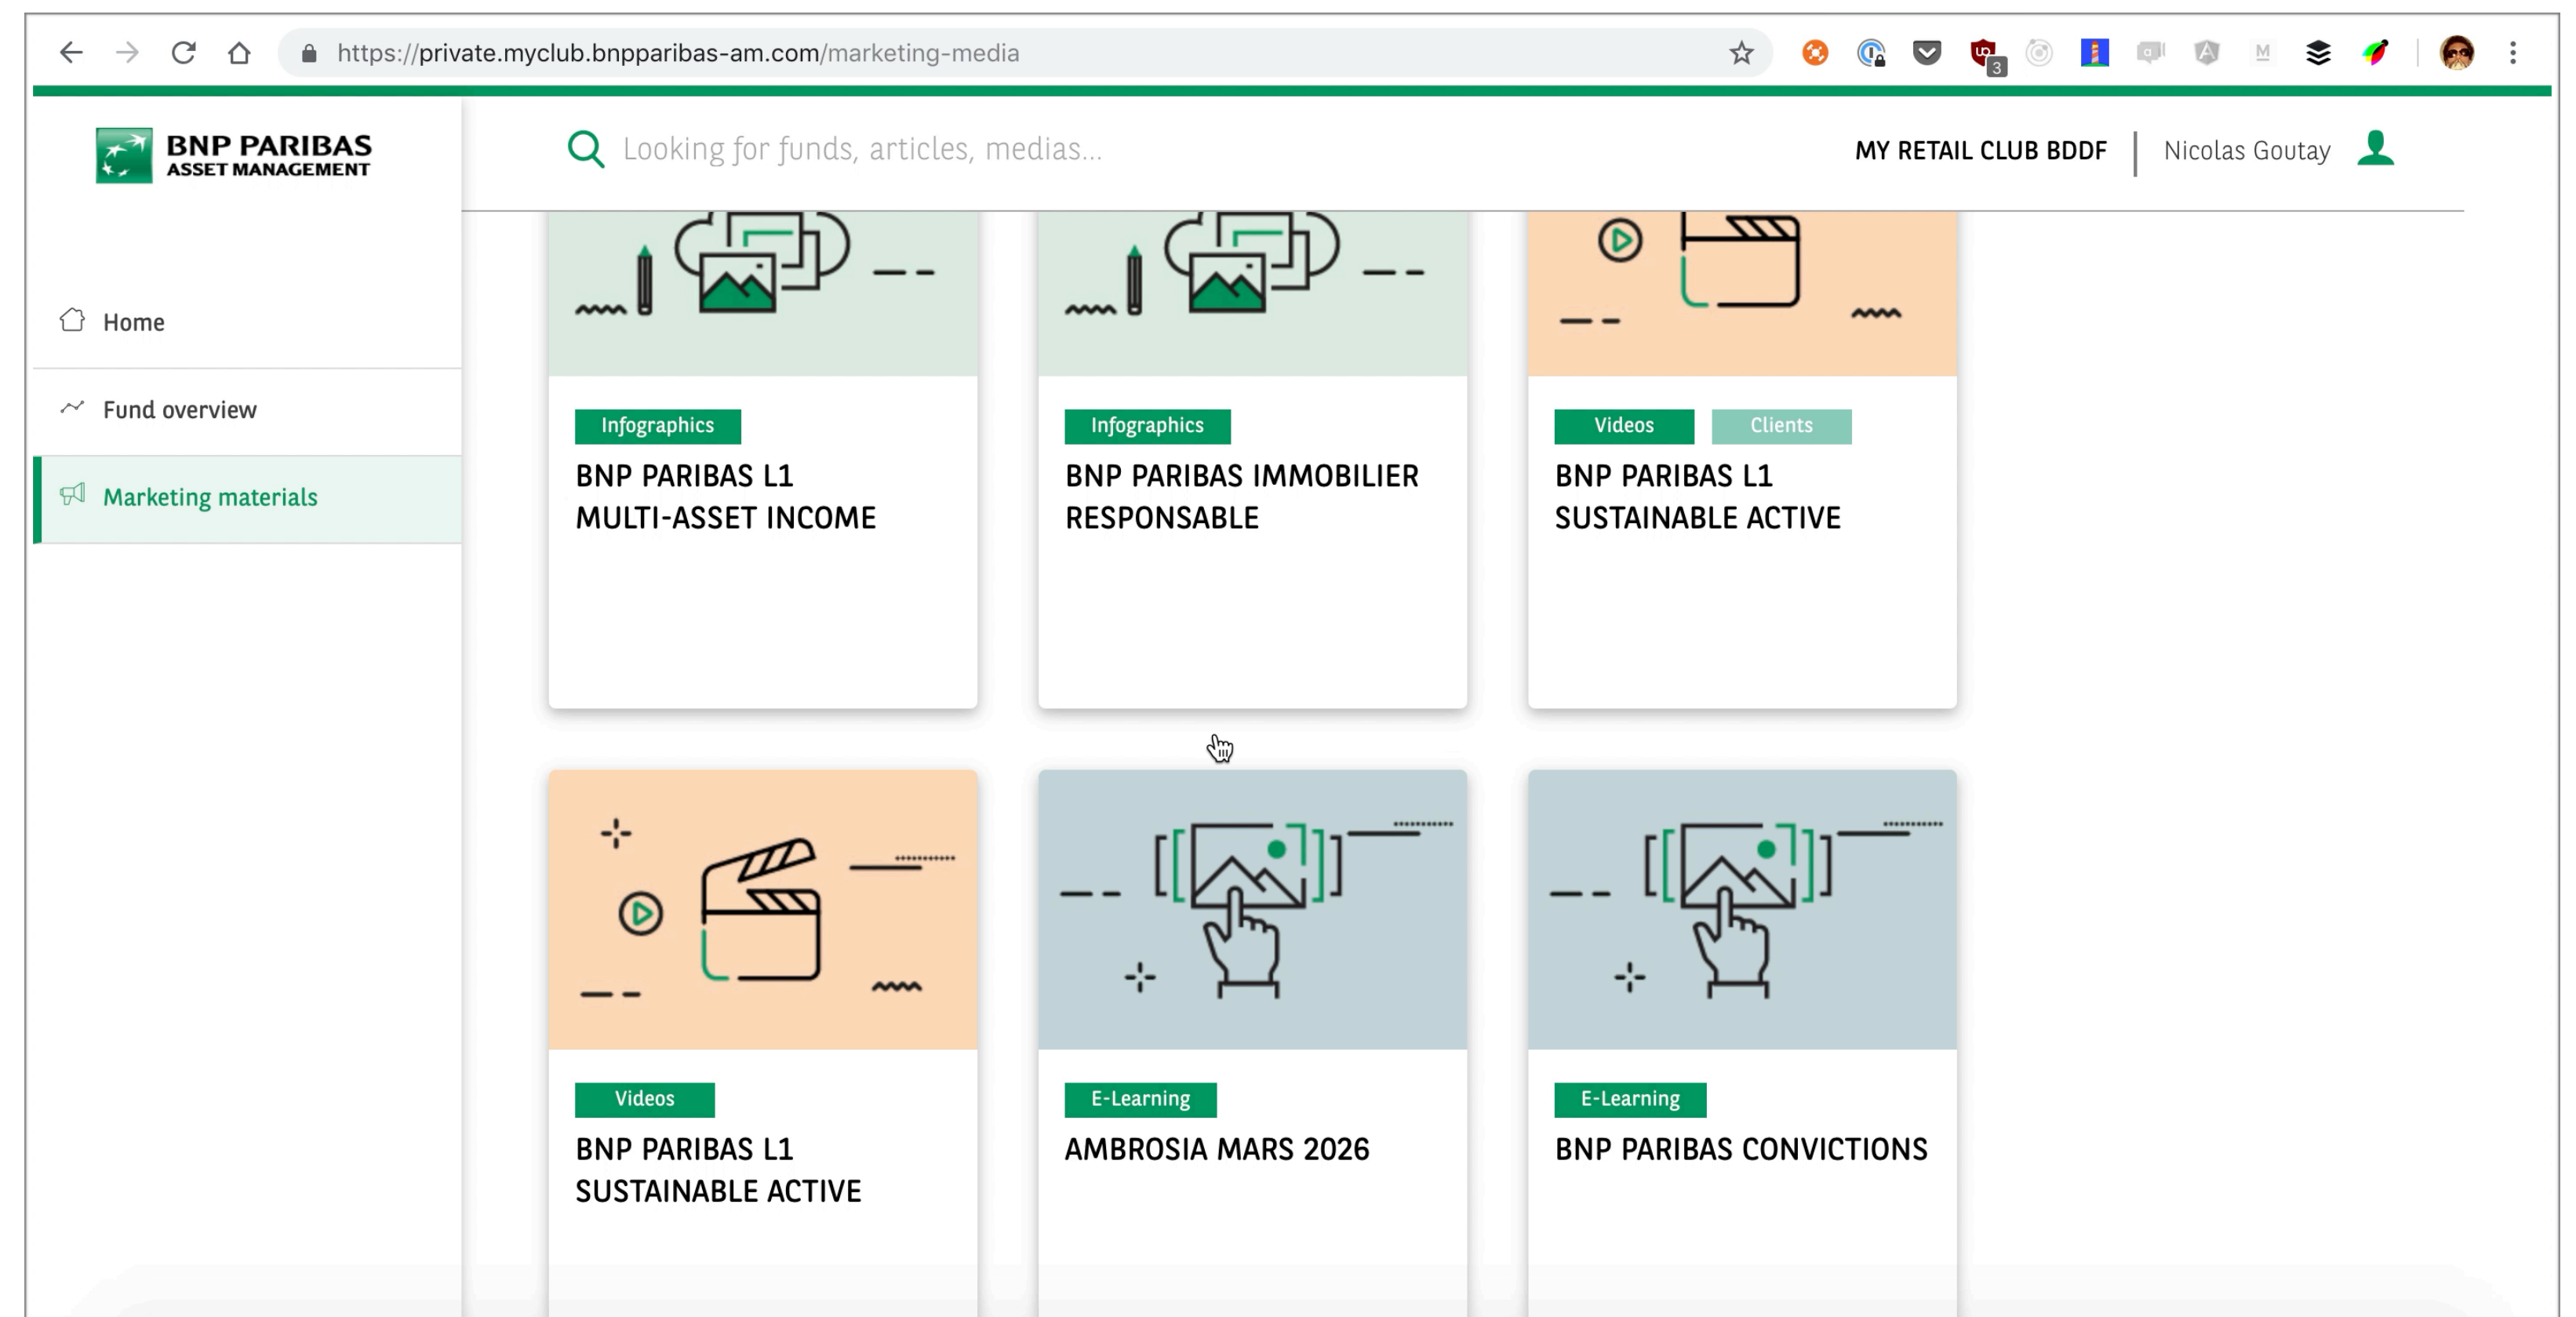 https://private.myclub.bnpparibas-am.com/marketing-media
3
BNP PARIBAS
ASSET MANAGEMENT
Looking for funds, articles, medias...
MY RETAIL CLUB BDDF
Nicolas Goutay
Home
Fund overview
Marketing materials
Infographics
BNP PARIBAS L1
MULTI-ASSET INCOME
Infographics
BNP PARIBAS IMMOBILIER
RESPONSABLE
Videos Clients
BNP PARIBAS L1
SUSTAINABLE ACTIVE
Videos
BNP PARIBAS L1
SUSTAINABLE ACTIVE
E-Learning
AMBROSIA MARS 2026
E-Learning
BNP PARIBAS CONVICTIONS